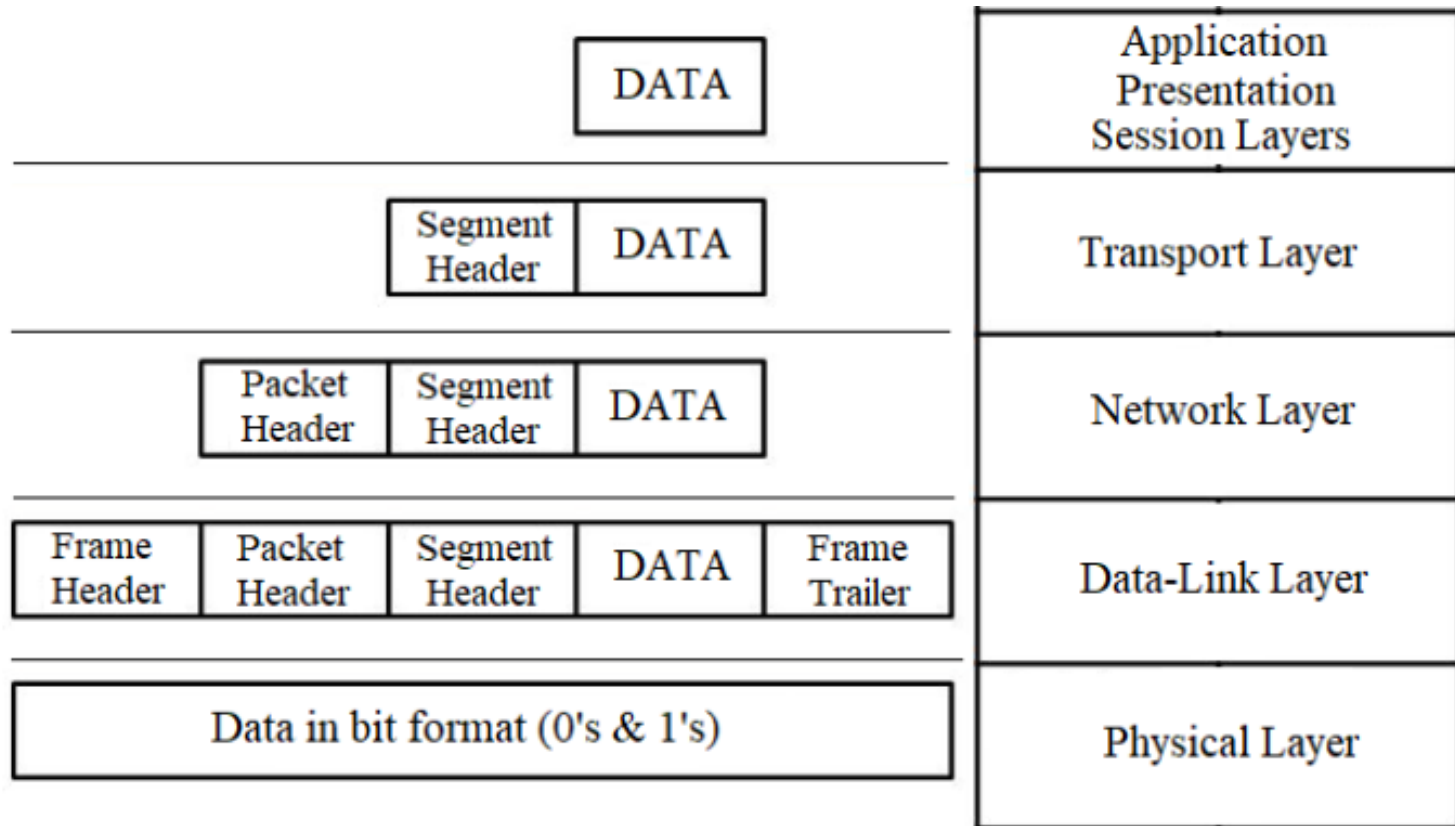 DATA
Application
Presentation
Session Layers
Segment
Header
DATA
Transport Layer
Packet
Header
Segment
Header
DATA
Network Layer
Frame
Header
Packet
Header
Segment
Header
DATA
Frame
Trailer
Data-Link Layer
Data in bit format (0's & 1's)
Physical Layer